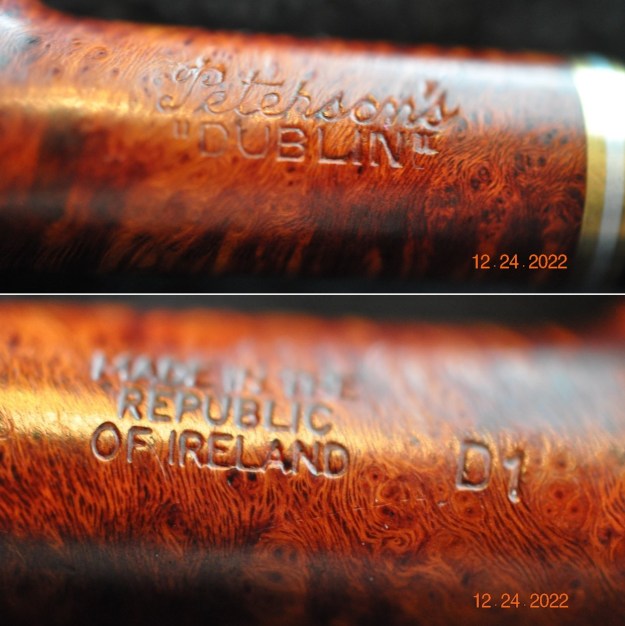 Peterson's
"DUBLIN"
12.24.2022
MADE IN THE
REPUBLIC
OF IRELAND D1
12.24.2022